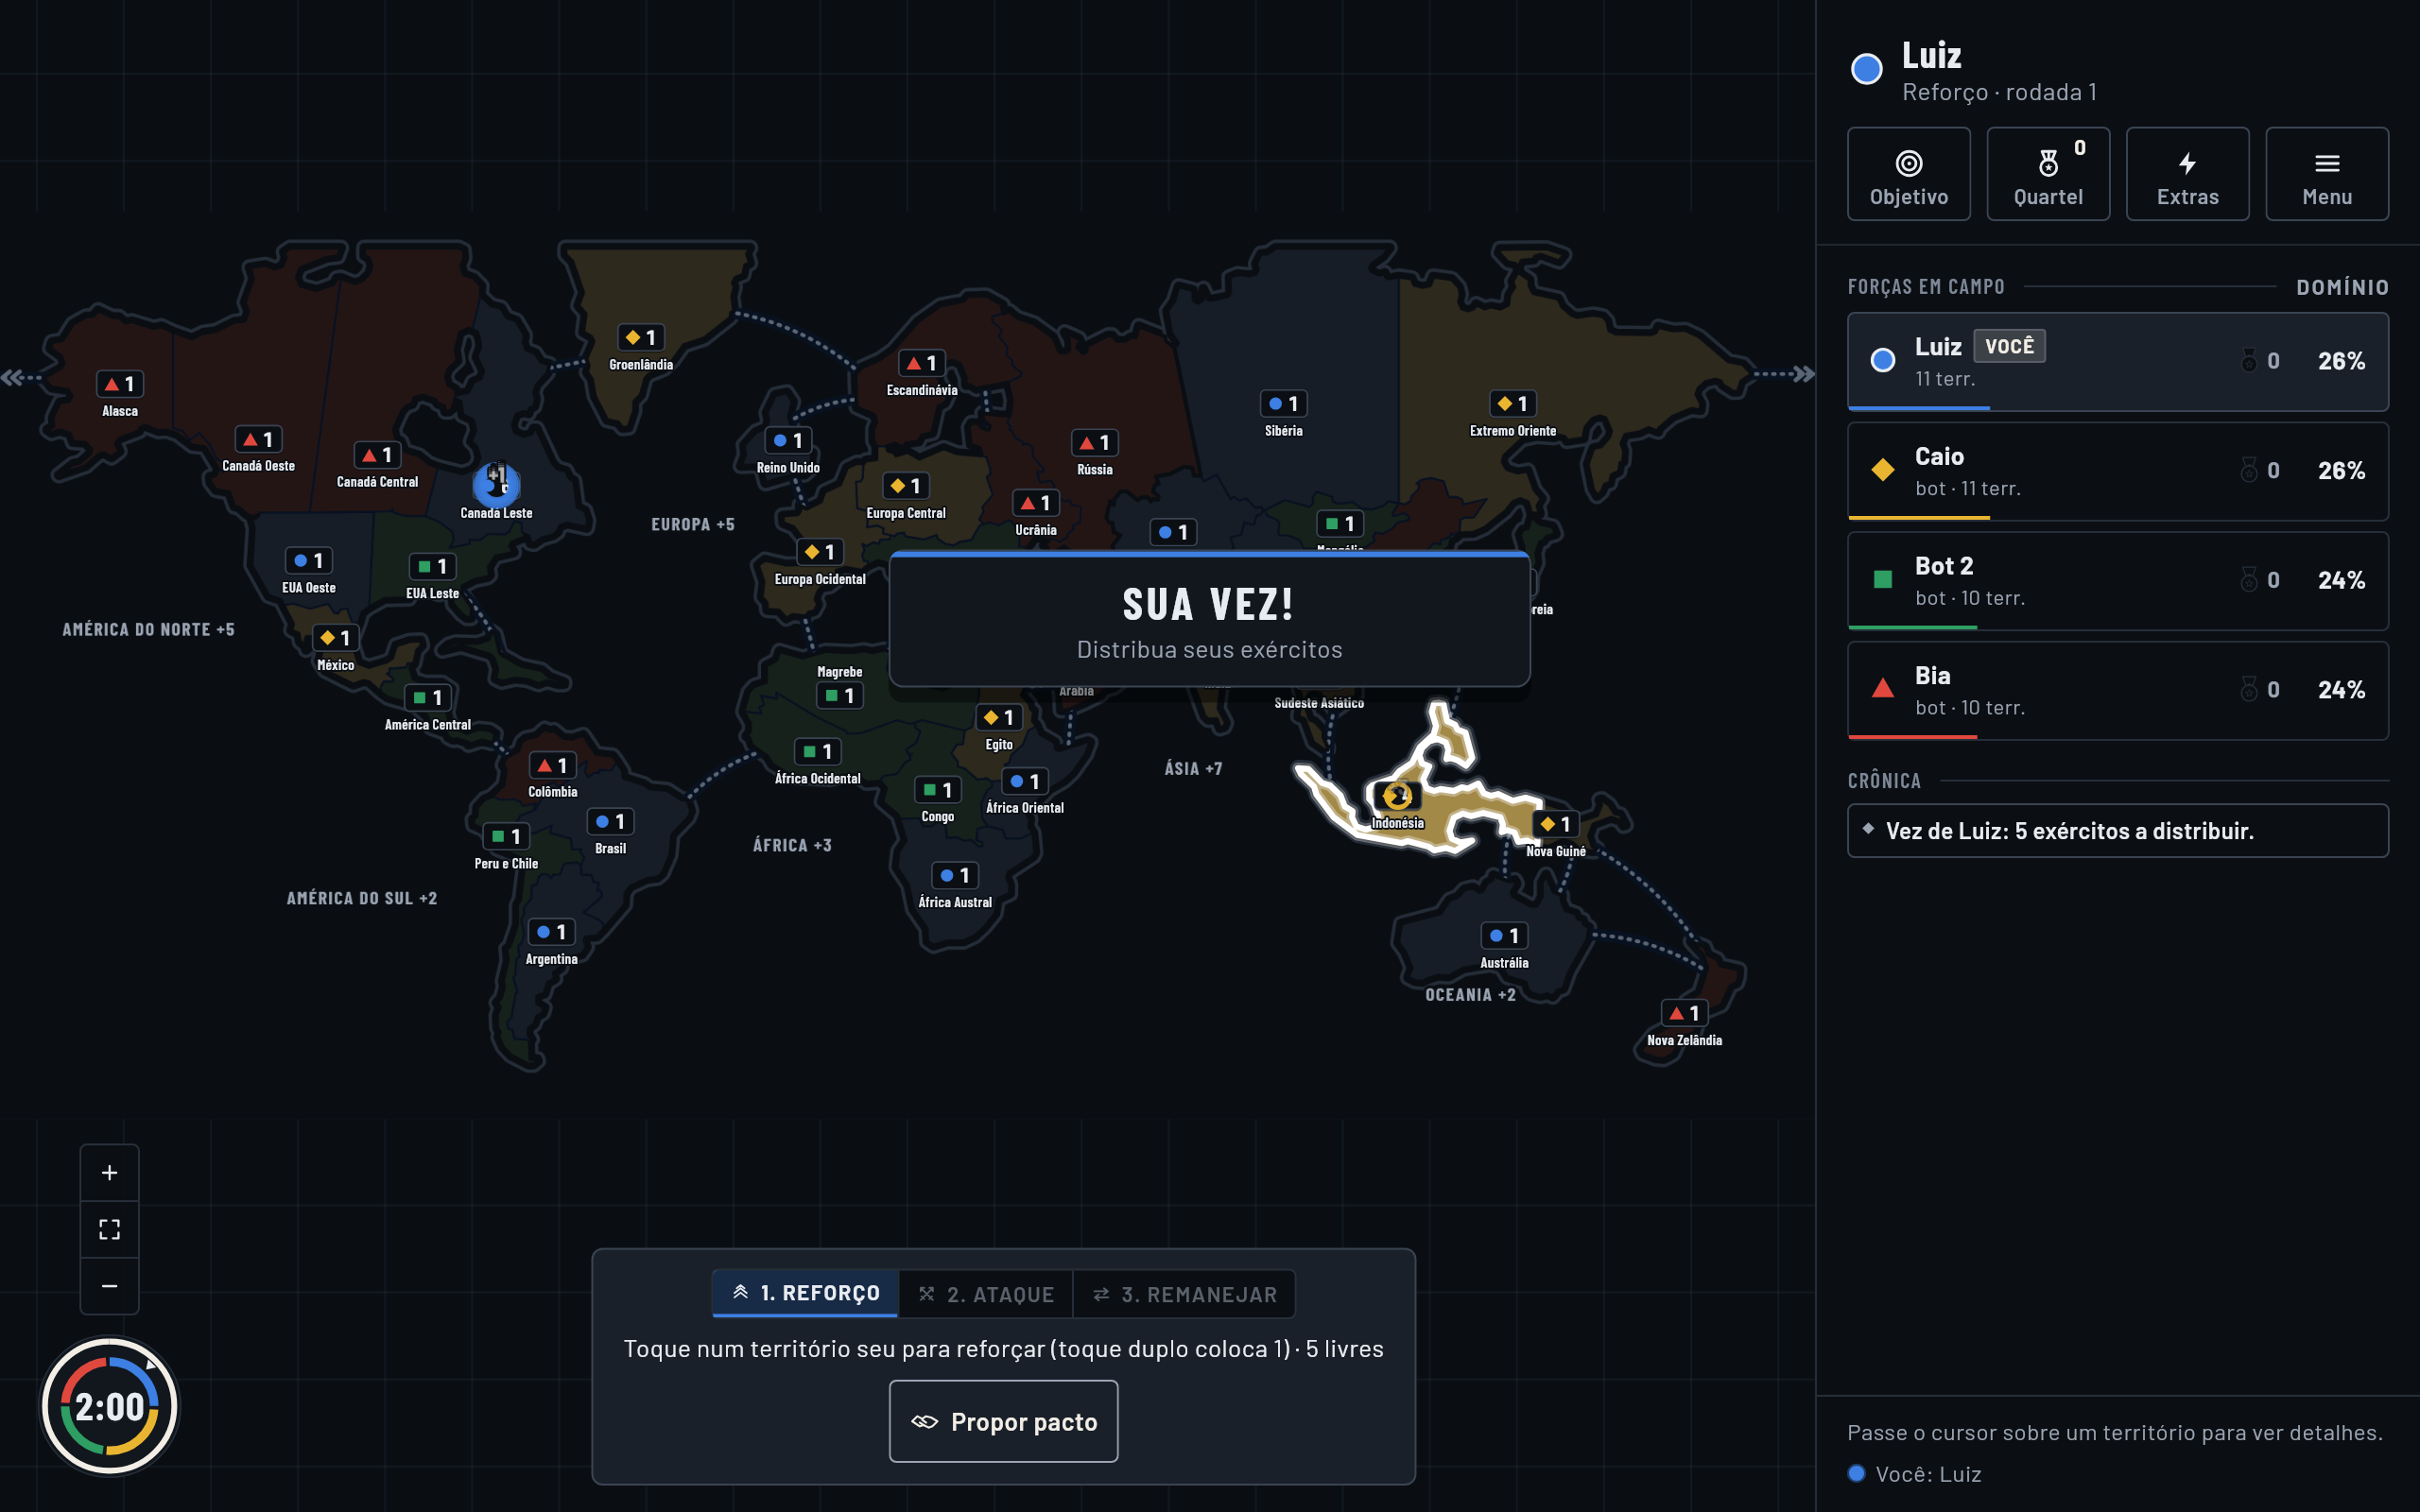 Luiz
Reforço · rodada 1
Objetivo
0
Quartel
Extras
Menu
FORÇAS EM CAMPO
DOMÍNIO
Luiz VOCÊ
11 terr.
0 26%
Caio
bot · 11 terr.
0 26%
Bot 2
bot · 10 terr.
0 24%
Bia
bot · 10 terr.
0 24%
CRÔNICA
Vez de Luiz: 5 exércitos a distribuir.
Passe o cursor sobre um território para ver detalhes.
Você: Luiz
1
Groenlândia
1
Escandinávia
1
Alasca
1
Sibéria
1
Extremo Oriente
1
Canadá Oeste
1
Canadá Central
1
Reino Unido
1
Rússia
+1
Canadá Leste
1
Europa Central
1
Ucrânia
EUROPA +5
1
1
1
EUA Oeste
1
EUA Leste
1
Europa Ocidental
AMÉRICA DO NORTE +5
1
México
SUA VEZ!
Distribua seus exércitos
Magrebe
1
1
América Central
Arábia
Sudeste Asiático
1
Egito
1
Colômbia
1
África Ocidental
ÁSIA +7
1
Congo
1
África Oriental
1
Brasil
1
Peru e Chile
ÁFRICA +3
Indonésia
1
Nova Guiné
AMÉRICA DO SUL +2
1
África Austral
1
Argentina
1
Austrália
OCEANIA +2
1
Nova Zelândia
+
−
2:00
1. REFORÇO
2. ATAQUE
3. REMANEJAR
Toque num território seu para reforçar (toque duplo coloca 1) · 5 livres
Propor pacto